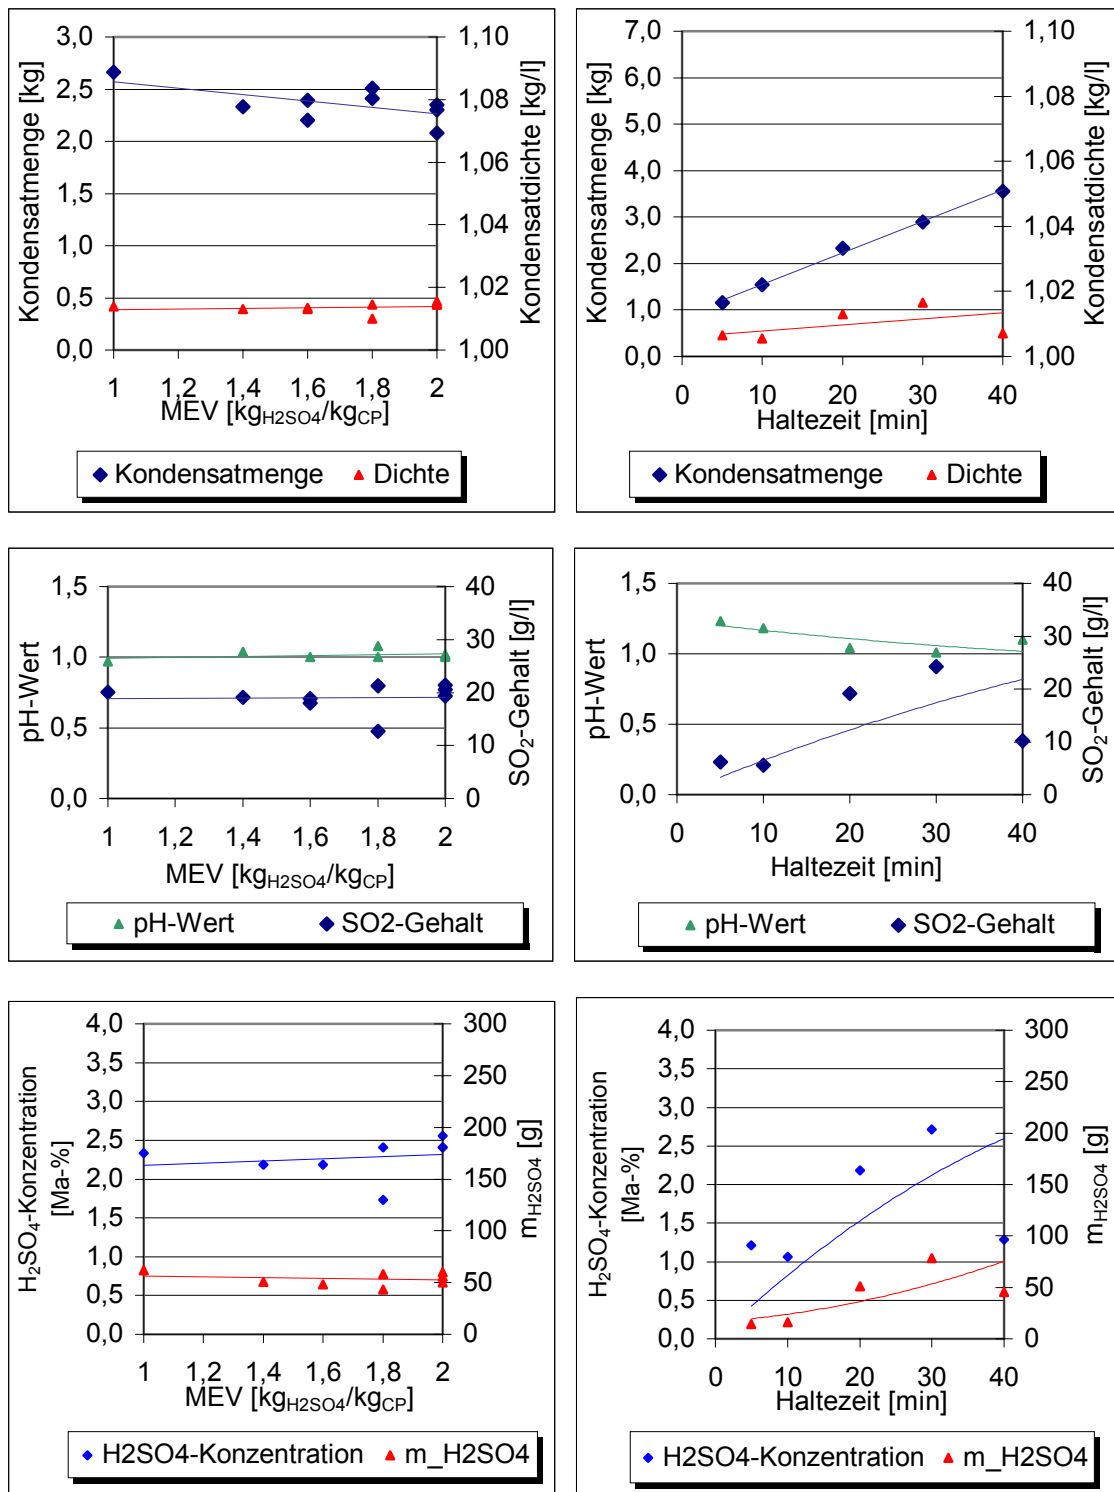 Kondensatmenge [kg]
3,0
2,5
2,0
1,5
1,0
0,5
0,0
1,10
1,08
1,06
1,04
1,02
1,00
Kondensatdichte [kg/l]
1 1,2 1,4 1,6 1,8 2
MEV [kgH2SO4/kgCP]
Kondensatmenge Dichte
Kondensatmenge [kg]
7,0
6,0
5,0
4,0
3,0
2,0
1,0
0,0
1,10
1,08
1,06
1,04
1,02
1,00
Kondensatdichte [kg/l]
0 10 20 30 40
Haltezeit [min]
Kondensatmenge Dichte
pH-Wert
1,5
1,0
0,5
0,0
40
30
20
10
0
SO2-Gehalt [g/l]
1 1,2 1,4 1,6 1,8 2
MEV [kgH2SO4/kgCP]
pH-Wert SO2-Gehalt
pH-Wert
1,5
1,0
0,5
0,0
40
30
20
10
0
SO2-Gehalt [g/l]
0 10 20 30 40
Haltezeit [min]
pH-Wert SO2-Gehalt
H2SO4-Konzentration
[Ma-%]
4,0
3,5
3,0
2,5
2,0
1,5
1,0
0,5
0,0
300
250
200
150
100
50
0
mH2SO4 [g]
1 1,2 1,4 1,6 1,8 2
MEV [kgH2SO4/kgCP]
H2SO4-Konzentration m_H2SO4
H2SO4-Konzentration
[Ma-%]
4,0
3,5
3,0
2,5
2,0
1,5
1,0
0,5
0,0
300
250
200
150
100
50
0
mH2SO4 [g]
0 10 20 30 40
Haltezeit [min]
H2SO4-Konzentration m_H2SO4